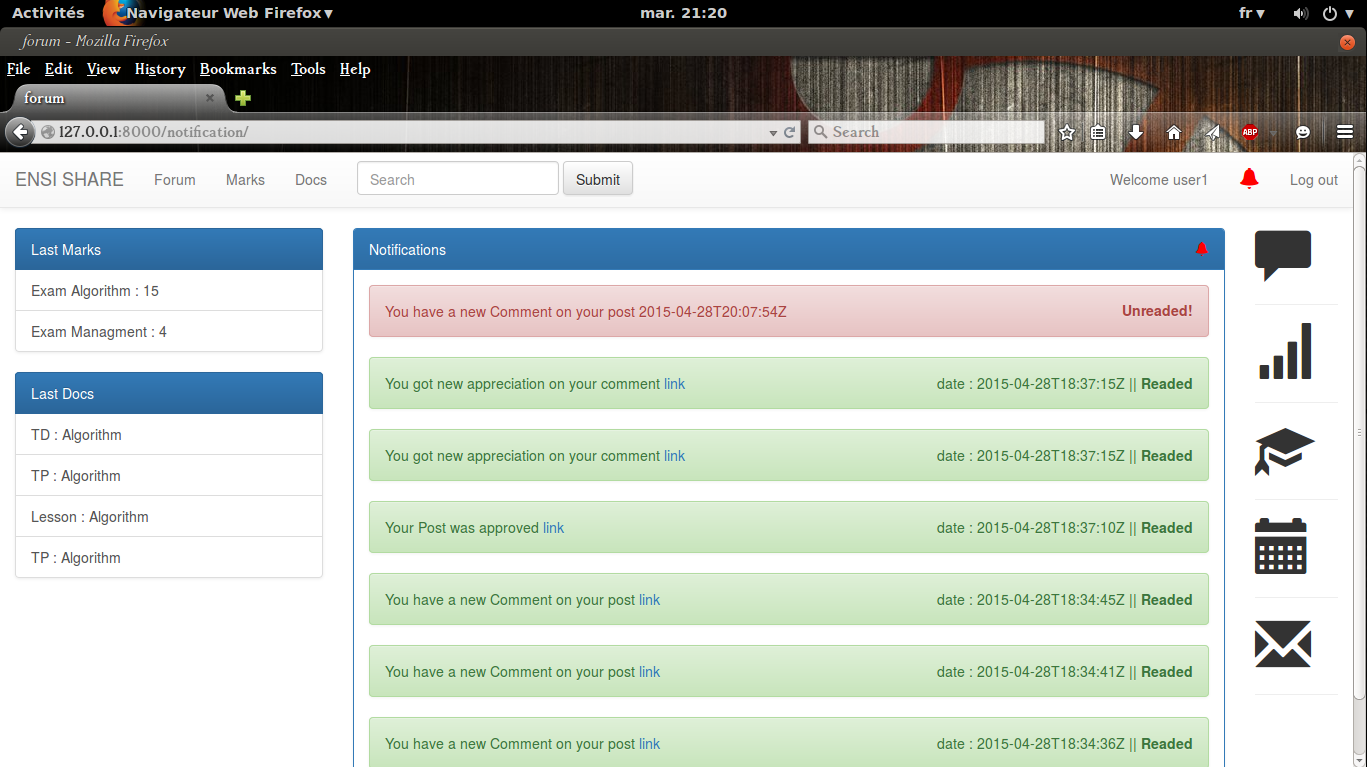 Activités Navigateur Web Firefox mar. 21:20 fr
forum - Mozilla Firefox
File Edit View History Bookmarks Tools Help
forum
127.0.0.1:8000/notification/ Search ABP
ENSI SHARE Forum Marks Docs Search Submit Welcome user1 Log out
Last Marks
Exam Algorithm : 15
Exam Managment : 4
Last Docs
TD : Algorithm
TP : Algorithm
Lesson : Algorithm
TP : Algorithm
Notifications
You have a new Comment on your post 2015-04-28T20:07:54Z Unreaded!
You got new appreciation on your comment link date : 2015-04-28T18:37:15Z || Readed
You got new appreciation on your comment link date : 2015-04-28T18:37:15Z || Readed
Your Post was approved link date : 2015-04-28T18:37:10Z || Readed
You have a new Comment on your post link date : 2015-04-28T18:34:45Z || Readed
You have a new Comment on your post link date : 2015-04-28T18:34:41Z || Readed
You have a new Comment on your post link date : 2015-04-28T18:34:36Z || Readed